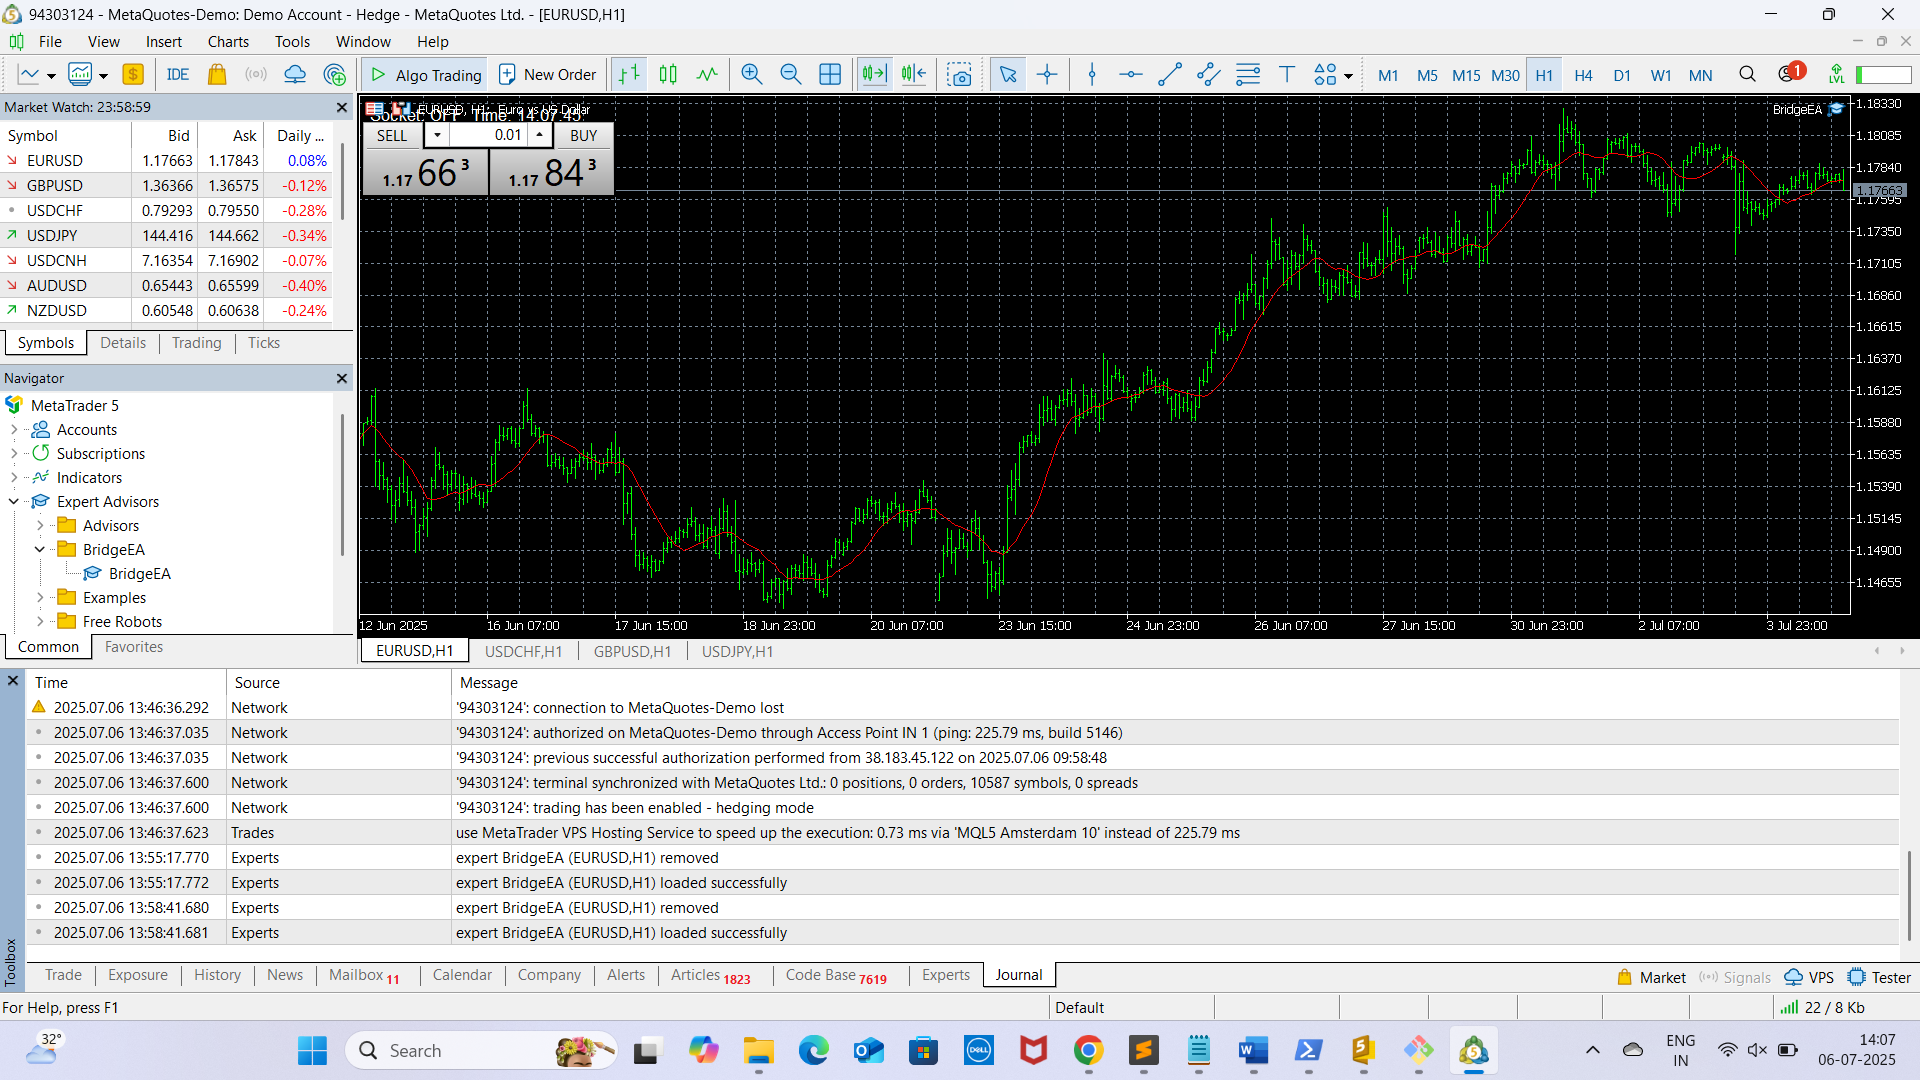 94303124 - MetaQuotes-Demo: Demo Account - Hedge - MetaQuotes Ltd. - [EURUSD,H1]
File View Insert Charts Tools Window Help
IDE Algo Trading New Order M1 M5 M15 M30 H1 H4 D1 W1 MN 1 LVL
Market Watch: 23:58:59
Symbol Bid Ask Daily ...
EURUSD 1.17663 1.17843 0.08%
GBPUSD 1.36366 1.36575 -0.12%
USDCHF 0.79293 0.79550 -0.28%
USDJPY 144.416 144.662 -0.34%
USDCNH 7.16354 7.16902 -0.07%
AUDUSD 0.65443 0.65599 -0.40%
NZDUSD 0.60548 0.60638 -0.24%
Symbols Details Trading Ticks
Navigator
MetaTrader 5
Accounts
Subscriptions
Indicators
Expert Advisors
Advisors
BridgeEA
BridgeEA
Examples
Free Robots
Common Favorites
EURUSD, H1: Euro vs US Dollar
Socket: OFF Time: 14:07:45
SELL 0.01 BUY
1.17 66 3 1.17 84 3
BridgeEA
1.18330
1.18085
1.17840
1.17663
1.17595
1.17350
1.17105
1.16860
1.16615
1.16370
1.16125
1.15880
1.15635
1.15390
1.15145
1.14900
1.14655
12 Jun 2025 16 Jun 07:00 17 Jun 15:00 18 Jun 23:00 20 Jun 07:00 23 Jun 15:00 24 Jun 23:00 26 Jun 07:00 27 Jun 15:00 30 Jun 23:00 2 Jul 07:00 3 Jul 23:00
EURUSD,H1 USDCHF,H1 GBPUSD,H1 USDJPY,H1
Time Source Message
2025.07.06 13:46:36.292 Network '94303124': connection to MetaQuotes-Demo lost
2025.07.06 13:46:37.035 Network '94303124': authorized on MetaQuotes-Demo through Access Point IN 1 (ping: 225.79 ms, build 5146)
2025.07.06 13:46:37.035 Network '94303124': previous successful authorization performed from 38.183.45.122 on 2025.07.06 09:58:48
2025.07.06 13:46:37.600 Network '94303124': terminal synchronized with MetaQuotes Ltd.: 0 positions, 0 orders, 10587 symbols, 0 spreads
2025.07.06 13:46:37.600 Network '94303124': trading has been enabled - hedging mode
2025.07.06 13:46:37.623 Trades use MetaTrader VPS Hosting Service to speed up the execution: 0.73 ms via 'MQL5 Amsterdam 10' instead of 225.79 ms
2025.07.06 13:55:17.770 Experts expert BridgeEA (EURUSD,H1) removed
2025.07.06 13:55:17.772 Experts expert BridgeEA (EURUSD,H1) loaded successfully
2025.07.06 13:58:41.680 Experts expert BridgeEA (EURUSD,H1) removed
2025.07.06 13:58:41.681 Experts expert BridgeEA (EURUSD,H1) loaded successfully
Toolbox
Trade Exposure History News Mailbox 11 Calendar Company Alerts Articles 1823 Code Base 7619 Experts Journal Market Signals VPS Tester
For Help, press F1 Default 22 / 8 Kb
32° Search DELL ENG IN 14:07 06-07-2025